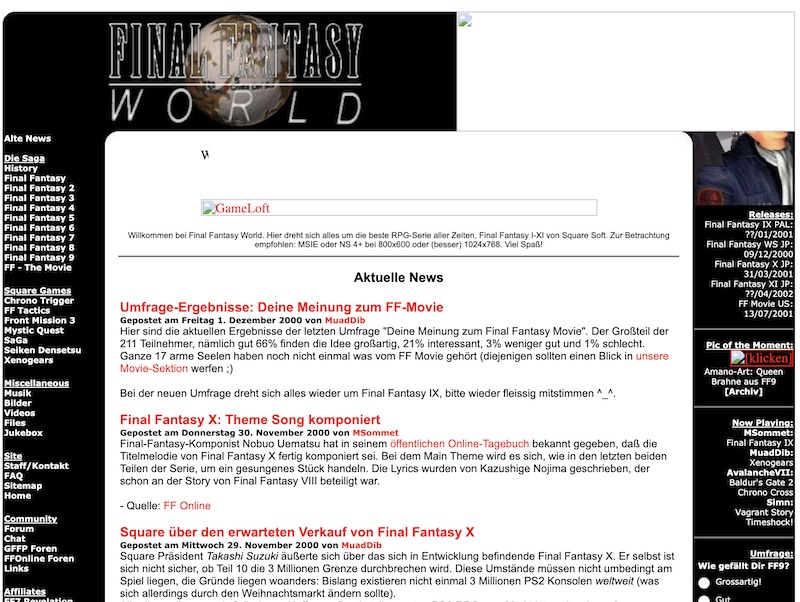 FINAL FANTASY
WORLD
Alte News
Die Saga
History
Final Fantasy
Final Fantasy 2
Final Fantasy 3
Final Fantasy 4
Final Fantasy 5
Final Fantasy 6
Final Fantasy 7
Final Fantasy 8
Final Fantasy 9
FF - The Movie
Square Games
Chrono Trigger
FF Tactics
Front Mission 3
Mystic Quest
SaGa
Seiken Densetsu
Xenogears
Miscellaneous
Musik
Bilder
Videos
Files
Jukebox
Site
Staff/Kontakt
FAQ
Sitemap
Home
Community
Forum
Chat
GFFP Foren
FFOnline Foren
Links
Affiliates
FF7 Revelation
GameLoft
Willkommen bei Final Fantasy World. Hier dreht sich alles um die beste RPG-Serie aller Zeiten, Final Fantasy I-XI von Square Soft. Zur Betrachtung
empfohlen: MSIE oder NS 4+ bei 800x600 oder (besser) 1024x768. Viel Spaß!
Aktuelle News
Umfrage-Ergebnisse: Deine Meinung zum FF-Movie
Gepostet am Freitag 1. Dezember 2000 von MuadDib
Hier sind die aktuellen Ergebnisse der letzten Umfrage "Deine Meinung zum Final Fantasy Movie". Der Großteil der
211 Teilnehmer, nämlich gut 66% finden die Idee großartig, 21% interessant, 3% weniger gut und 1% schlecht.
Ganze 17 arme Seelen haben noch nicht einmal was vom FF Movie gehört (diejenigen sollten einen Blick in unsere
Movie-Sektion werfen ;)
Bei der neuen Umfrage dreht sich alles wieder um Final Fantasy IX, bitte wieder fleissig mitstimmen ^_^.
Final Fantasy X: Theme Song komponiert
Gepostet am Donnerstag 30. November 2000 von MSommet
Final-Fantasy-Komponist Nobuo Uematsu hat in seinem öffentlichen Online-Tagebuch bekannt gegeben, daß die
Titelmelodie von Final Fantasy X fertig komponiert sei. Bei dem Main Theme wird es sich, wie in den letzten beiden
Teilen der Serie, um ein gesungenes Stück handeln. Die Lyrics wurden von Kazushige Nojima geschrieben, der
schon an der Story von Final Fantasy VIII beteiligt war.
- Quelle: FF Online
Square über den erwarteten Verkauf von Final Fantasy X
Gepostet am Mittwoch 29. November 2000 von MuadDib
Square Präsident Takashi Suzuki äußerte sich über das sich in Entwicklung befindende Final Fantasy X. Er selbst ist
sich nicht sicher, ob Teil 10 die 3 Millionen Grenze durchbrechen wird. Diese Umstände müssen nicht unbedingt am
Spiel liegen, die Gründe liegen woanders: Bislang existieren nicht einmal 3 Millionen PS2 Konsolen weltweit (was
sich allerdings durch den Weihnachtmarkt ändern sollte).
Releases:
Final Fantasy IX PAL:
??/01/2001
Final Fantasy WS JP:
09/12/2000
Final Fantasy X JP:
31/03/2001
Final Fantasy XI JP:
??/04/2002
FF Movie US:
13/07/2001
Pic of the Moment:
[klicken]
Amano-Art: Queen
Brahne aus FF9
[Archiv]
Now Playing:
MSommet:
Final Fantasy IX
MuadDib:
Xenogears
AvalancheVII:
Baldur's Gate 2
Chrono Cross
Simn:
Vagrant Story
Timeshock!
Umfrage:
Wie gefällt Dir FF9?
Grossartig!
Gut